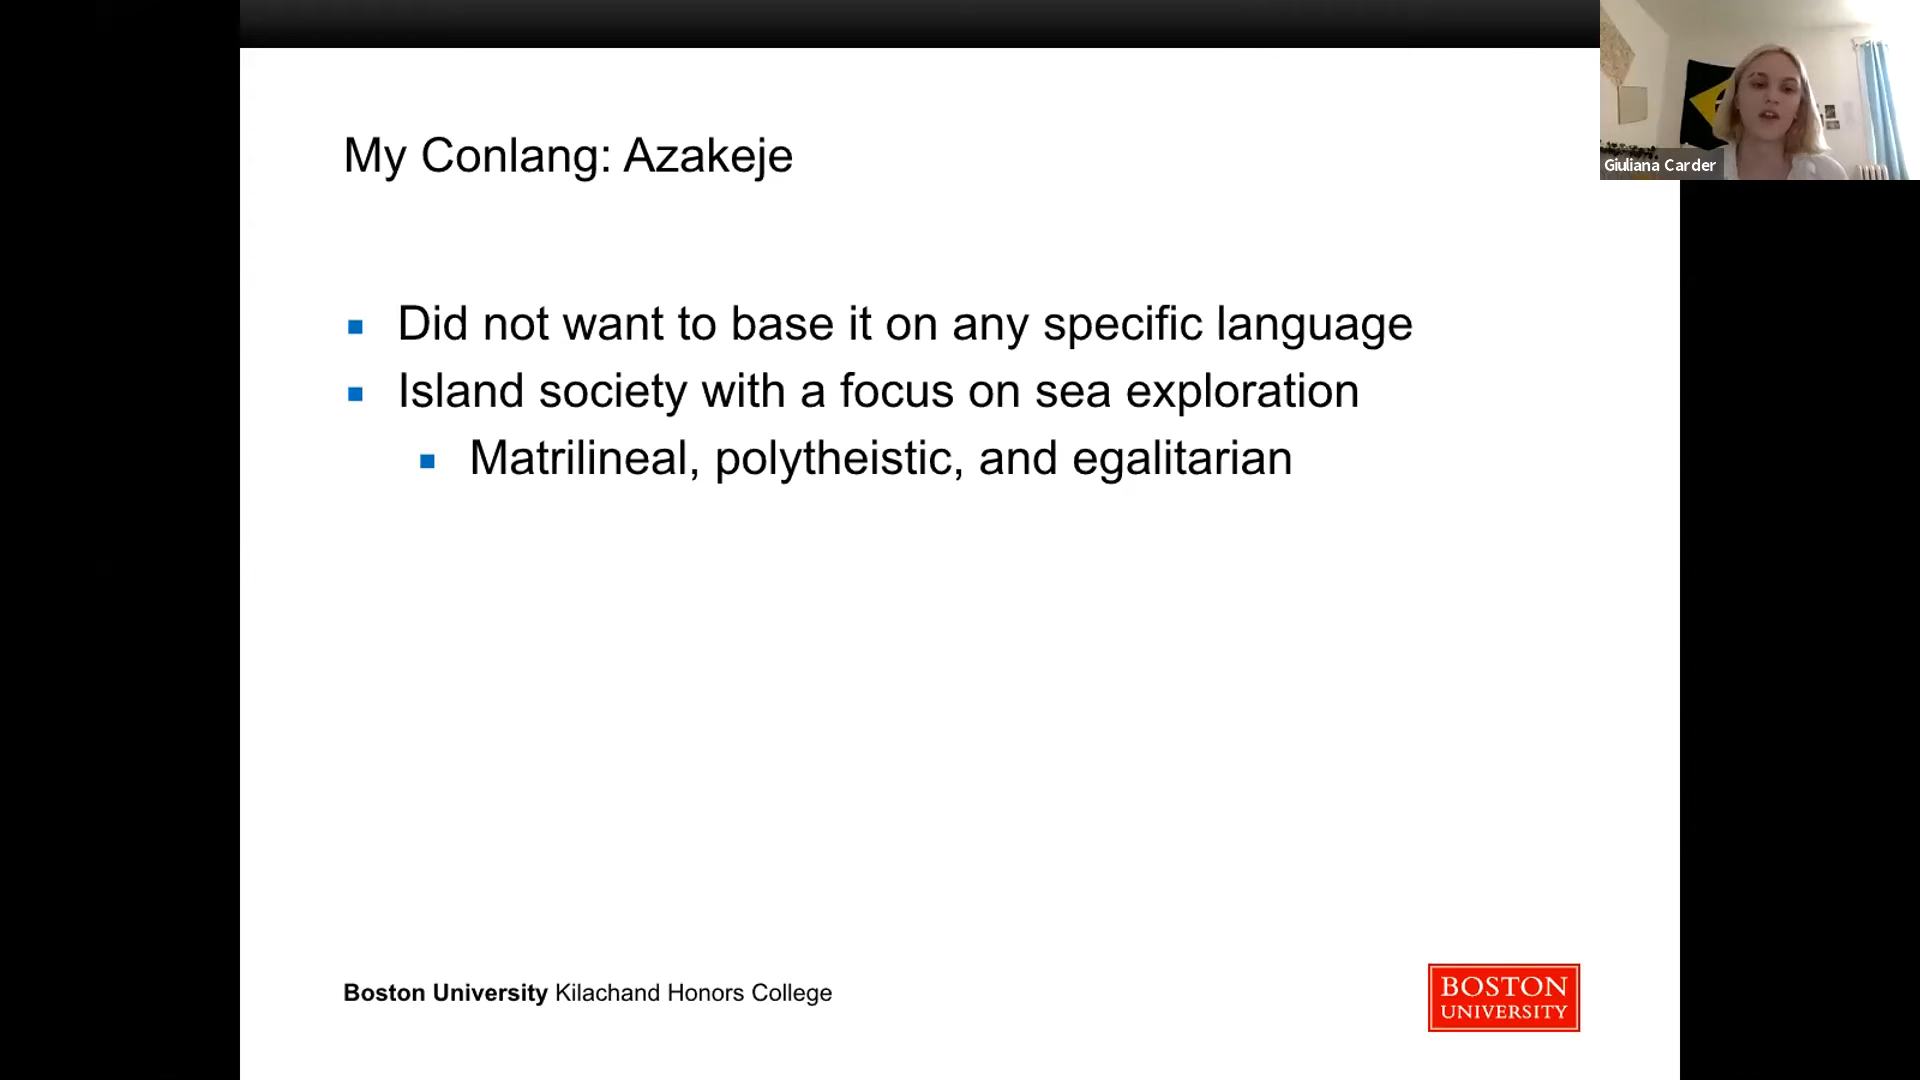 My Conlang: Azakeje
Did not want to base it on any specific language
Island society with a focus on sea exploration
Matrilineal, polytheistic, and egalitarian
Boston University Kilachand Honors College
BOSTON
UNIVERSITY
Giuliana Carder